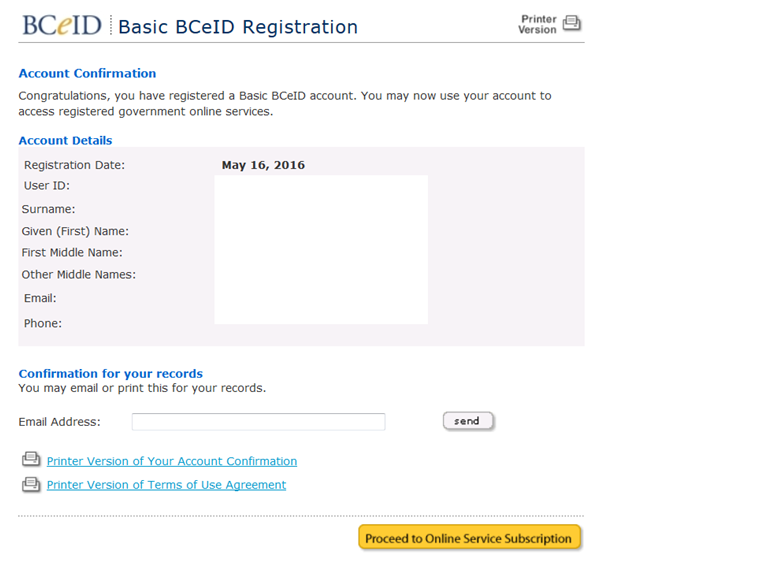 BCeID Basic BCeID Registration
Printer
Version
Account Confirmation
Congratulations, you have registered a Basic BCeID account. You may now use your account to
access registered government online services.
Account Details
Registration Date: May 16, 2016
User ID:
Surname:
Given (First) Name:
First Middle Name:
Other Middle Names:
Email:
Phone:
Confirmation for your records
You may email or print this for your records.
Email Address: send
Printer Version of Your Account Confirmation
Printer Version of Terms of Use Agreement
Proceed to Online Service Subscription